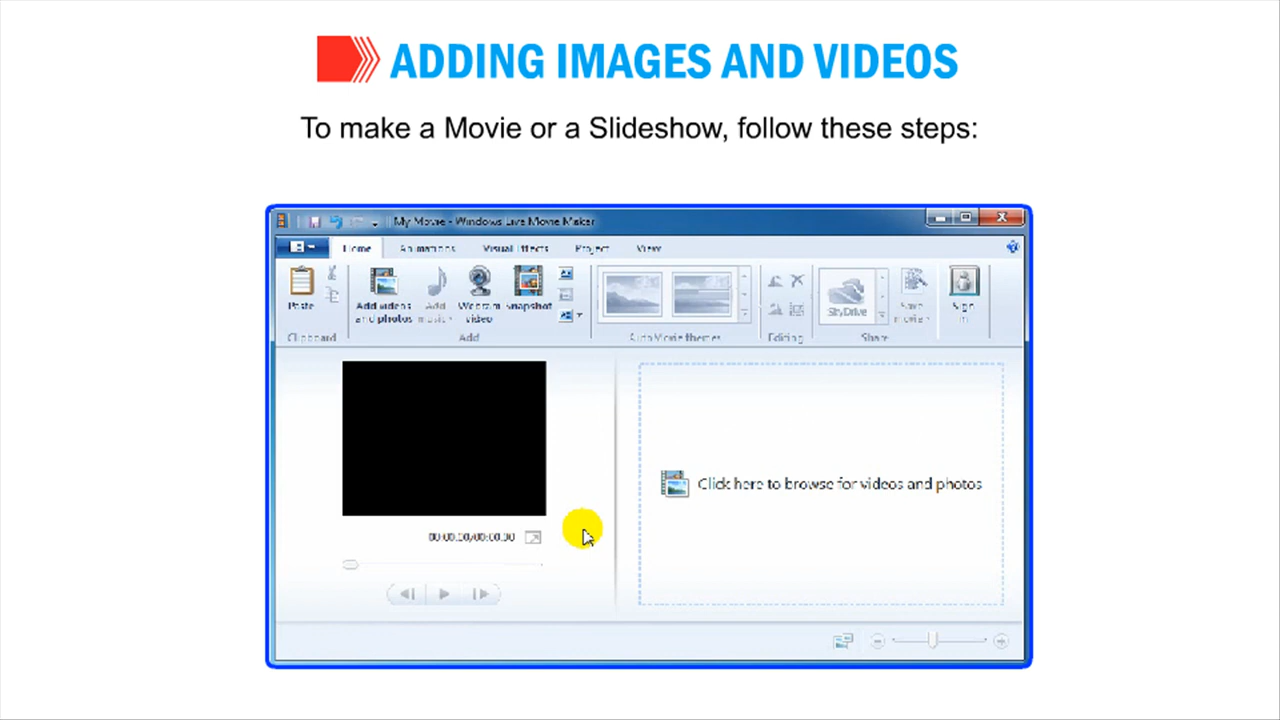 ADDING IMAGES AND VIDEOS
To make a Movie or a Slideshow, follow these steps:
My Movie - Windows Live Movie Maker
Home Animations Visual Effects Project View
Paste Add videos and photos Add music Webcam video Snapshot SkyDrive Save movie Sign in
Clipboard Add AutoMovie themes Editing Share
Click here to browse for videos and photos
00:00.00/00:00.00